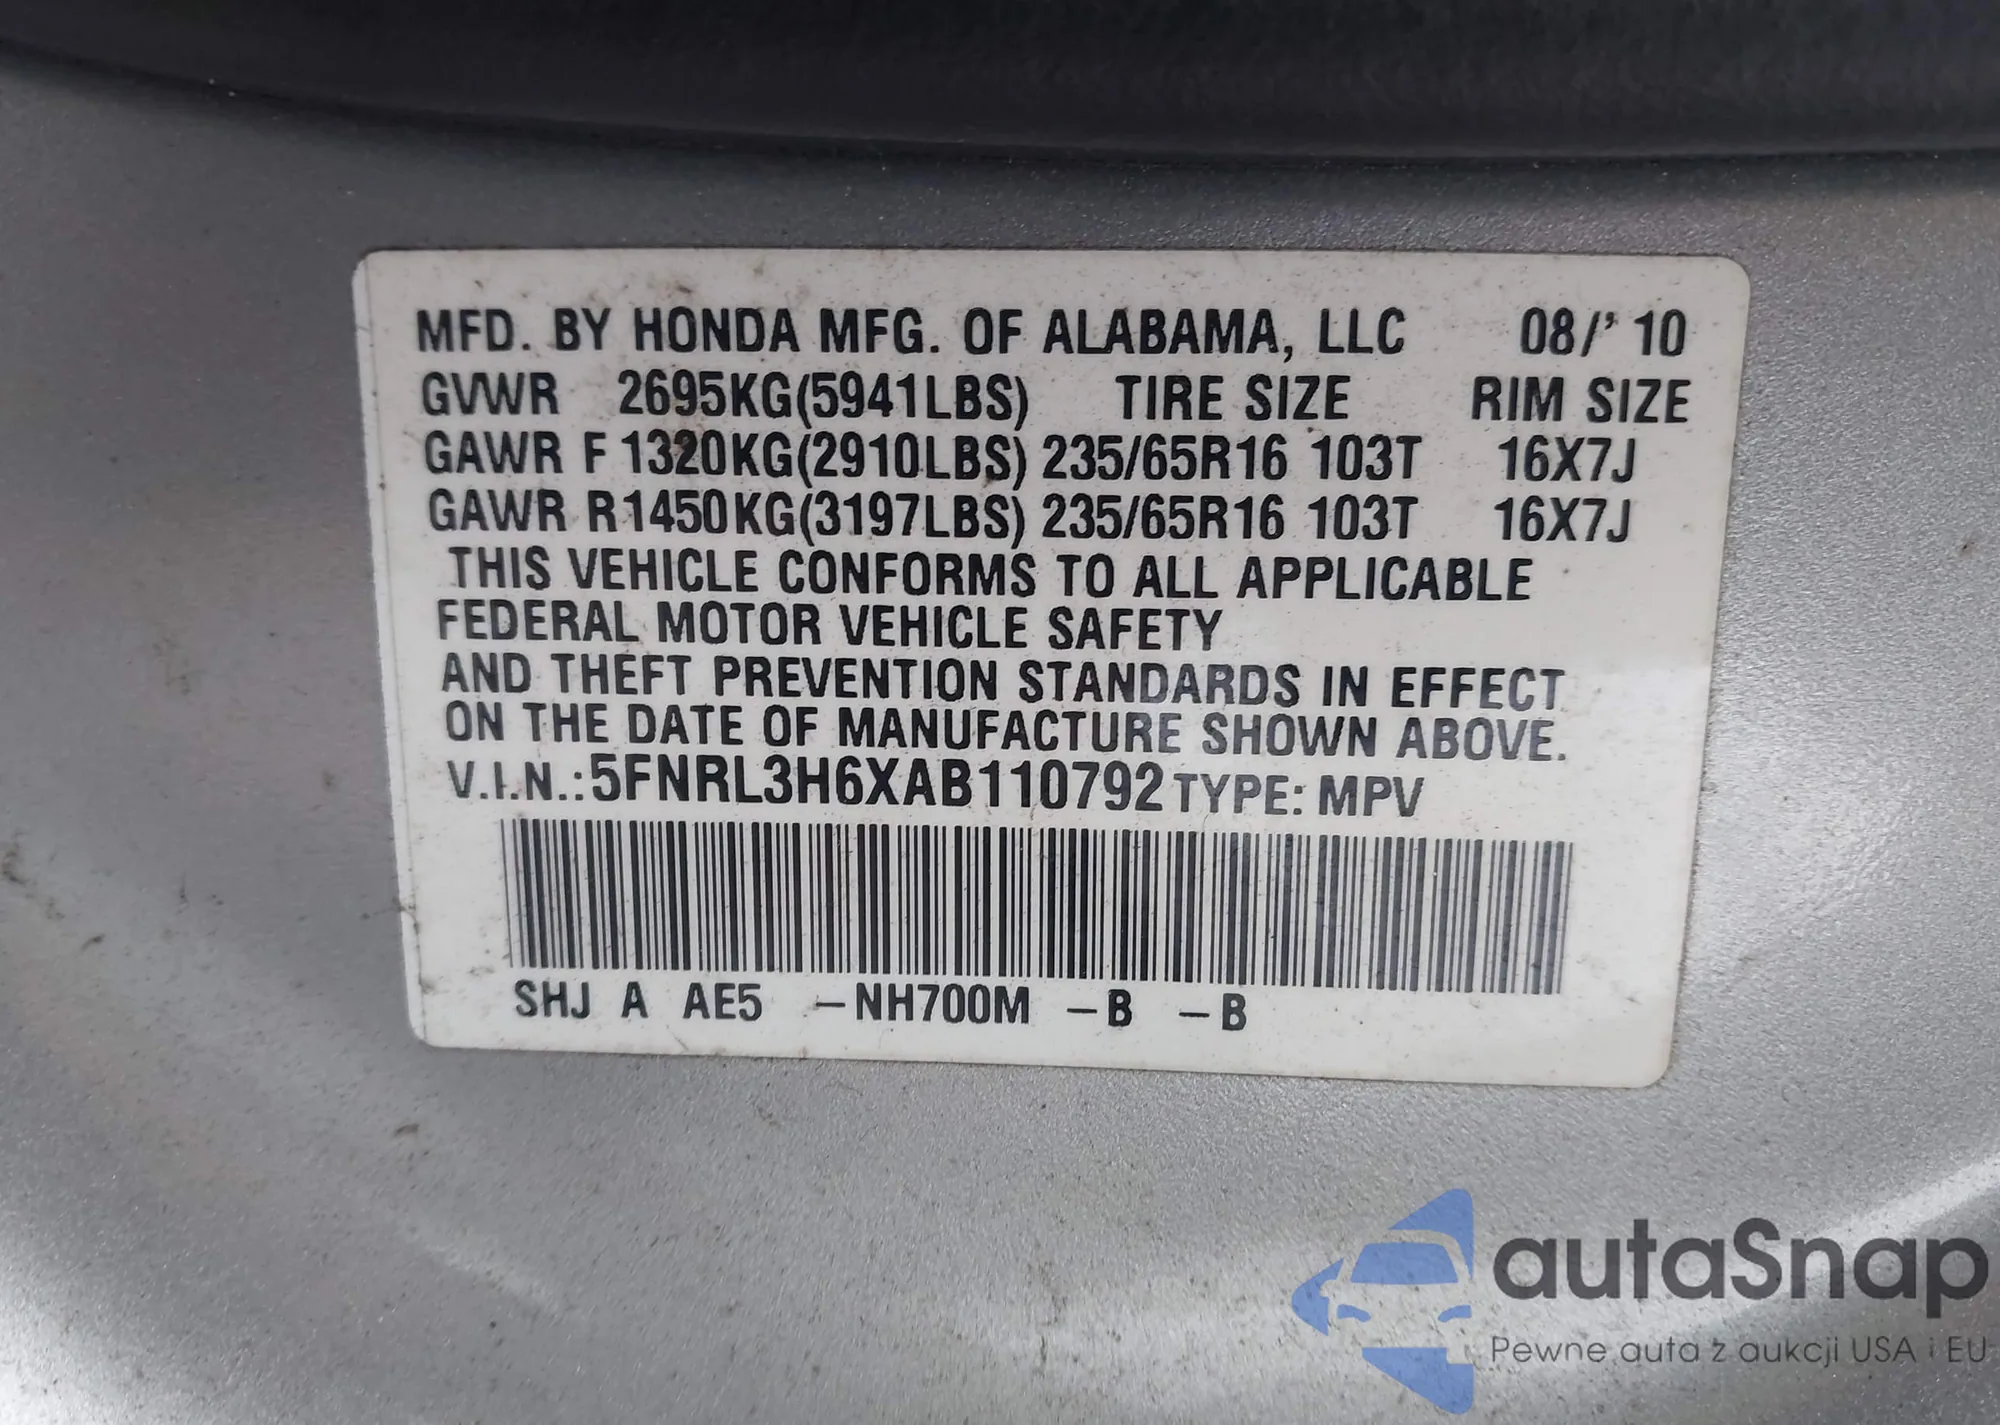 MFD. BY HONDA MFG. OF ALABAMA, LLC 08/'10
GVWR 2695KG(5941LBS) TIRE SIZE RIM SIZE
GAWR F 1320KG(2910LBS) 235/65R16 103T 16X7J
GAWR R 1450KG(3197LBS) 235/65R16 103T 16X7J
THIS VEHICLE CONFORMS TO ALL APPLICABLE
FEDERAL MOTOR VEHICLE SAFETY
AND THEFT PREVENTION STANDARDS IN EFFECT
ON THE DATE OF MANUFACTURE SHOWN ABOVE.
V.I.N.:5FNRL3H6XAB110792 TYPE: MPV
SHJ A AE5 -NH700M -B -B
autaSnap
Pewne auta z aukcji USA i EU